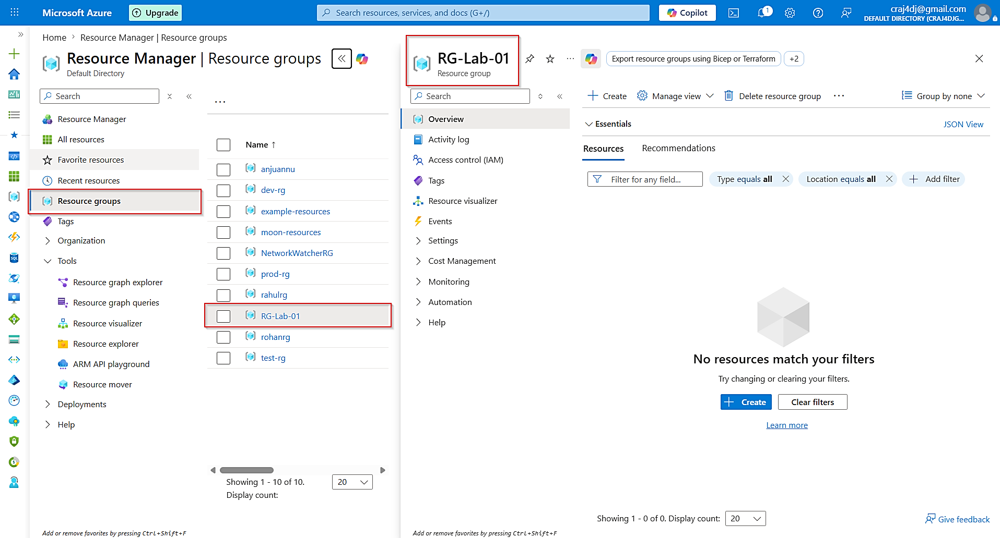 Microsoft Azure
Upgrade
Search resources, services, and docs (G+/)
Copilot
1
craj4dj@gmail.com
DEFAULT DIRECTORY (CRAJ4DJG...
Home
Resource Manager | Resource groups
Resource Manager | Resource groups
Default Directory
Search
Resource Manager
All resources
Favorite resources
Recent resources
Resource groups
Tags
Organization
Tools
Resource graph explorer
Resource graph queries
Resource visualizer
Resource explorer
ARM API playground
Resource mover
Deployments
Help
Add or remove favorites by pressing Ctrl+Shift+F
...
Name ↑
anjuannu
dev-rg
example-resources
moon-resources
NetworkWatcherRG
prod-rg
rahulrg
RG-Lab-01
rohanrg
test-rg
Showing 1 - 10 of 10.
Display count:
20
RG-Lab-01
Resource group
...
Export resource groups using Bicep or Terraform
+2
Search
Overview
Activity log
Access control (IAM)
Tags
Resource visualizer
Events
Settings
Cost Management
Monitoring
Automation
Help
Add or remove favorites by pressing Ctrl+Shift+F
Create
Manage view
Delete resource group
...
Group by none
Essentials
JSON View
Resources
Recommendations
Filter for any field...
Type equals all
Location equals all
Add filter
No resources match your filters
Try changing or clearing your filters.
Create
Clear filters
Learn more
Showing 1 - 0 of 0. Display count:
20
Give feedback
SQL